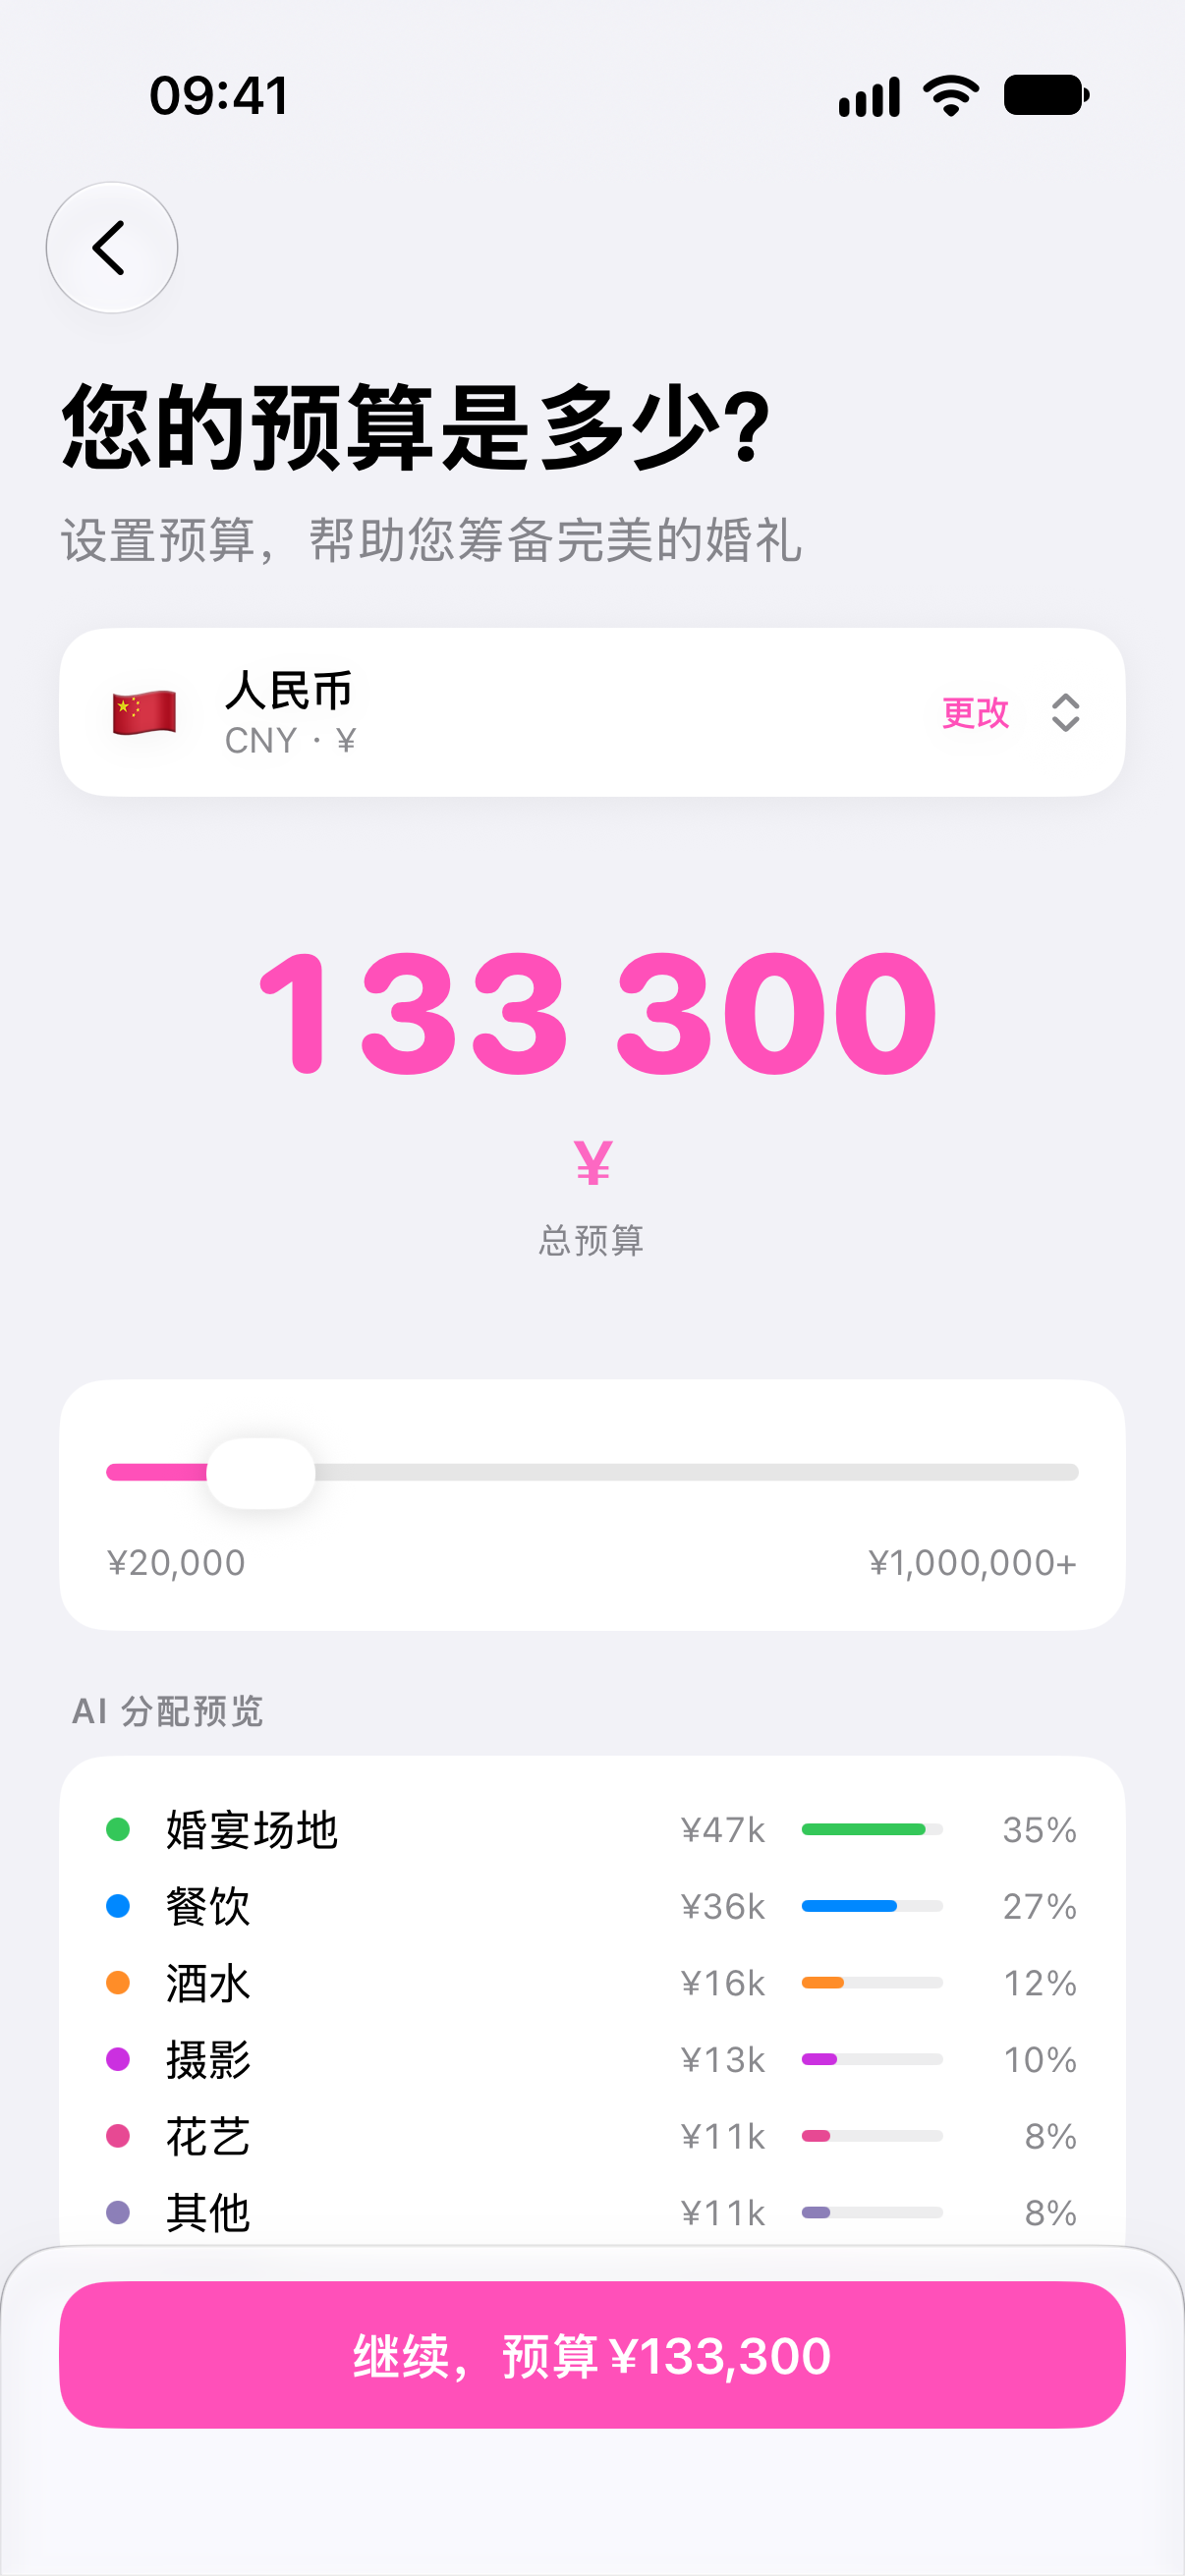 09:41
您的预算是多少?
设置预算，帮助您筹备完美的婚礼
人民币
CNY · ¥
更改
133 300
¥
总预算
¥20,000 ¥1,000,000+
AI 分配预览
婚宴场地 ¥47k 35%
餐饮 ¥36k 27%
酒水 ¥16k 12%
摄影 ¥13k 10%
花艺 ¥11k 8%
其他 ¥11k 8%
继续，预算 ¥133,300